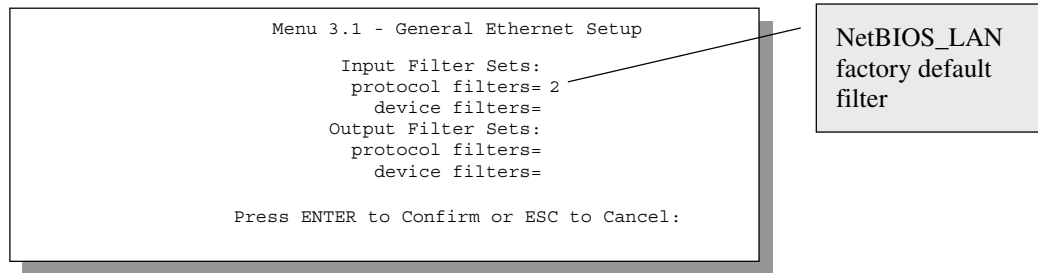 Menu 3.1 - General Ethernet Setup
Input Filter Sets:
protocol filters= 2
device filters=
Output Filter Sets:
protocol filters=
device filters=
Press ENTER to Confirm or ESC to Cancel:
NetBIOS_LAN
factory default
filter